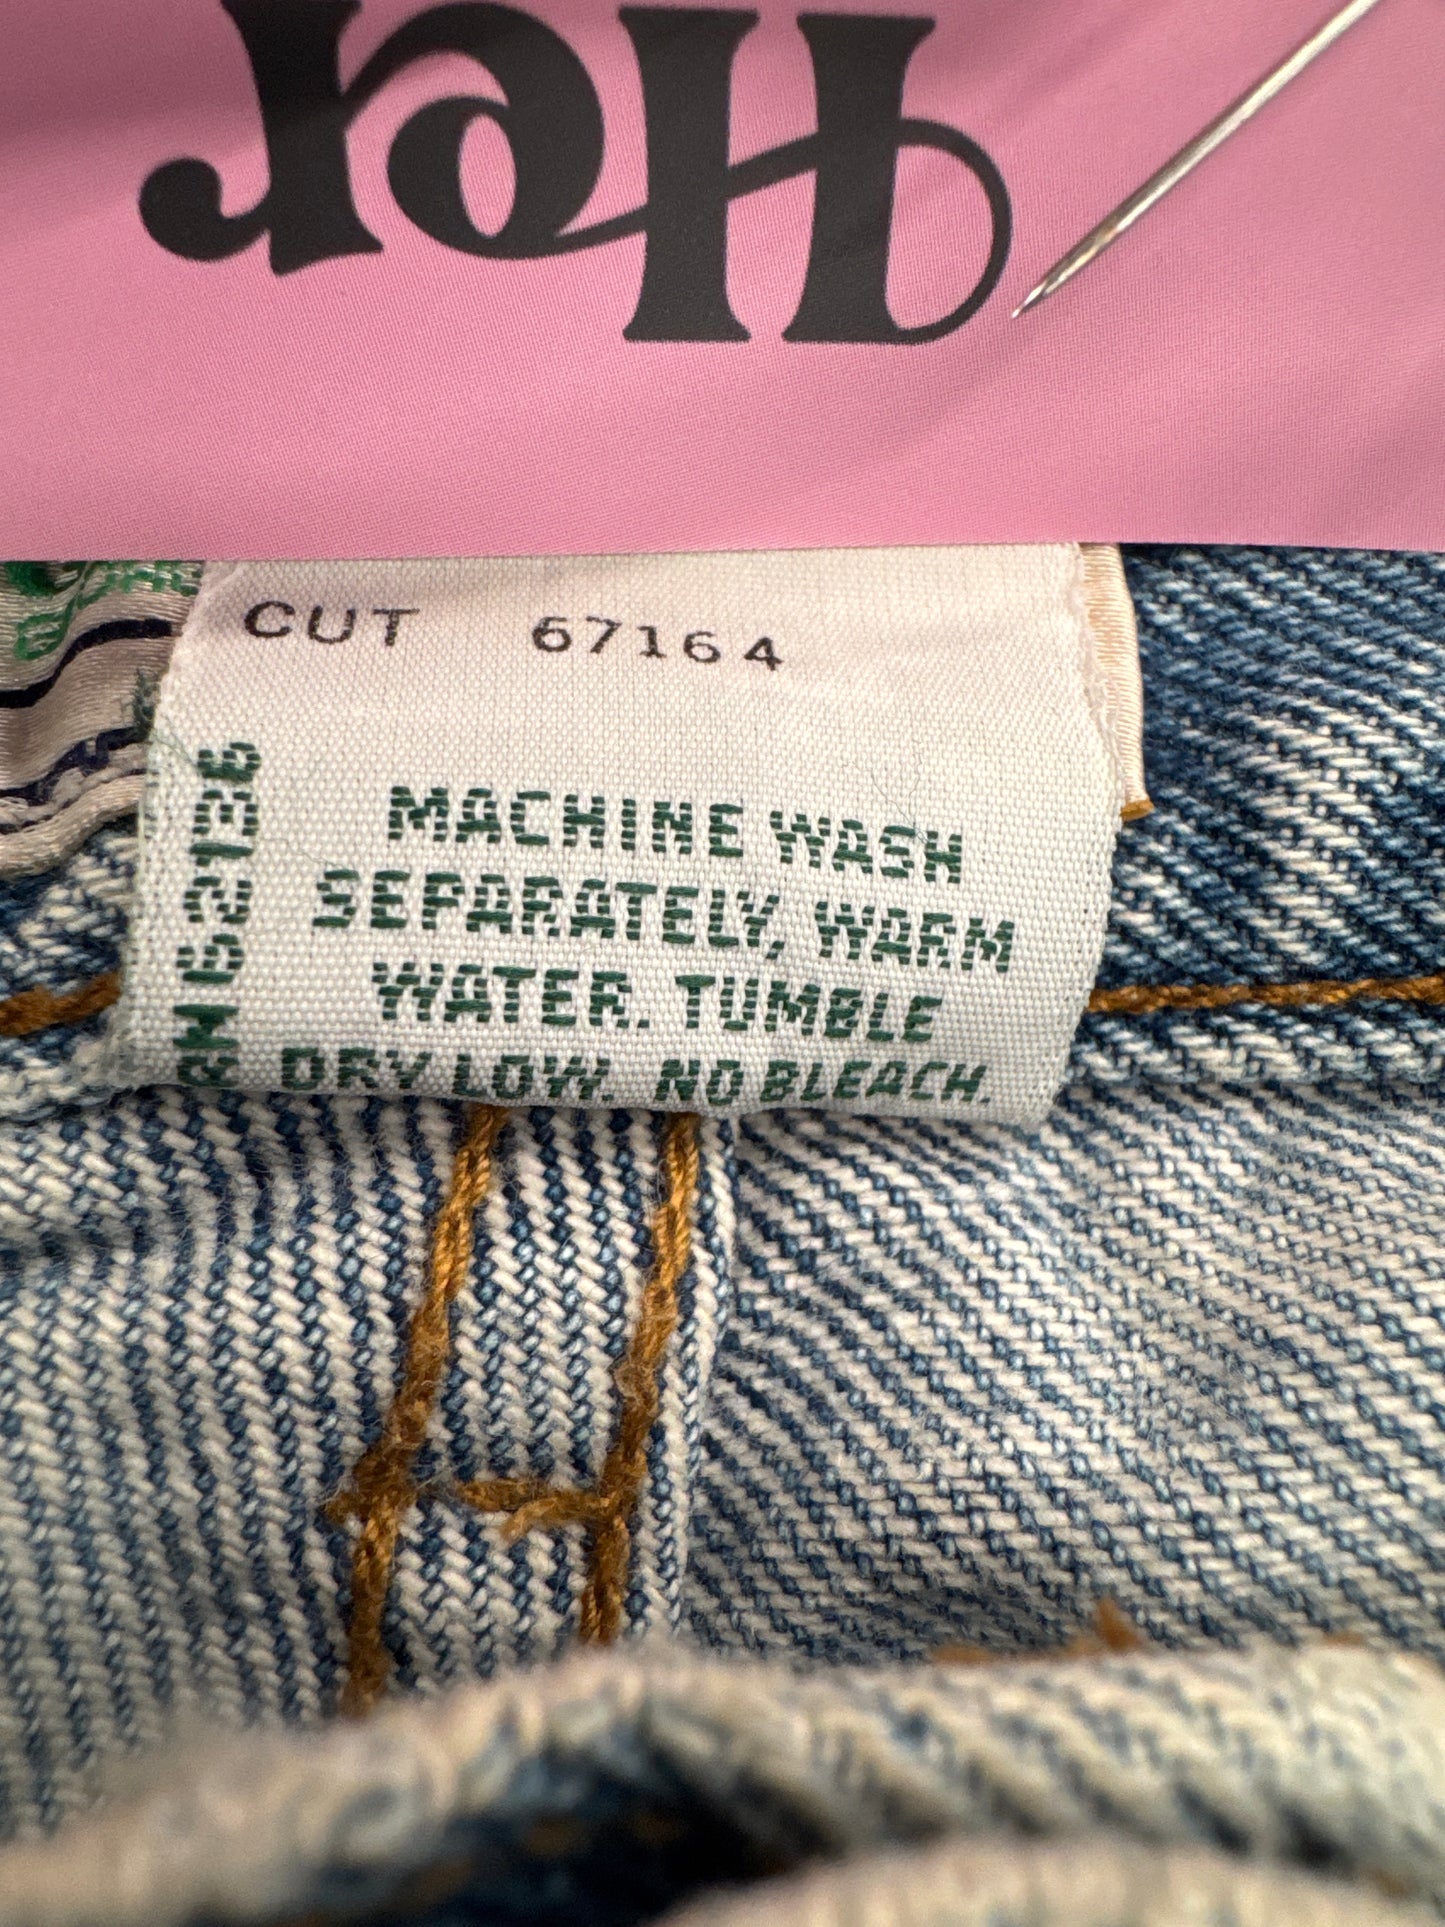 Her
CUT 67164
RN 62136
MACHINE WASH
SEPARATELY, WARM
WATER. TUMBLE
DRY LOW. NO BLEACH.